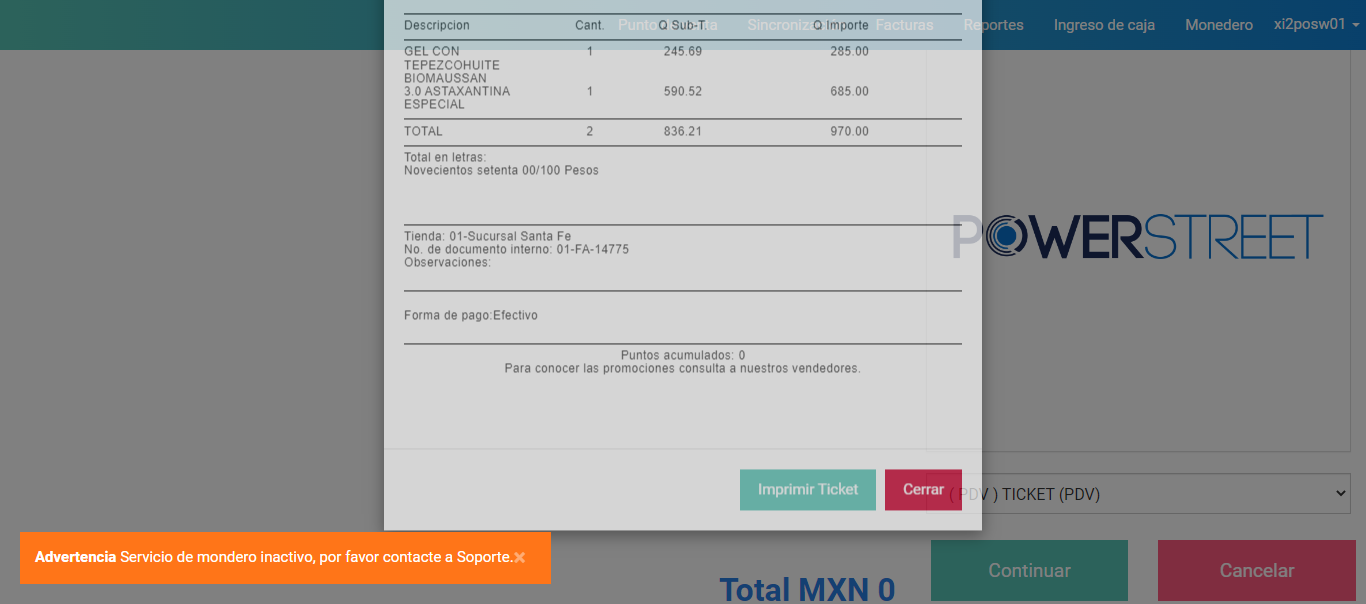 Punto de Venta Sincronización Facturas Reportes Ingreso de caja Monedero xi2posw01
Descripcion Cant. Q Sub-T. Q Importe
GEL CON 1 245.69 285.00
TEPEZCOHUITE
BIOMAUSSAN
3.0 ASTAXANTINA 1 590.52 685.00
ESPECIAL
TOTAL 2 836.21 970.00
Total en letras:
Novecientos setenta 00/100 Pesos
Tienda: 01-Sucursal Santa Fe
No. de documento interno: 01-FA-14775
Observaciones:
POWERSTREET
Forma de pago:Efectivo
Puntos acumulados: 0
Para conocer las promociones consulta a nuestros vendedores.
Imprimir Ticket Cerrar
( PDV ) TICKET (PDV)
Advertencia Servicio de mondero inactivo, por favor contacte a Soporte.×
Total MXN 0
Continuar Cancelar